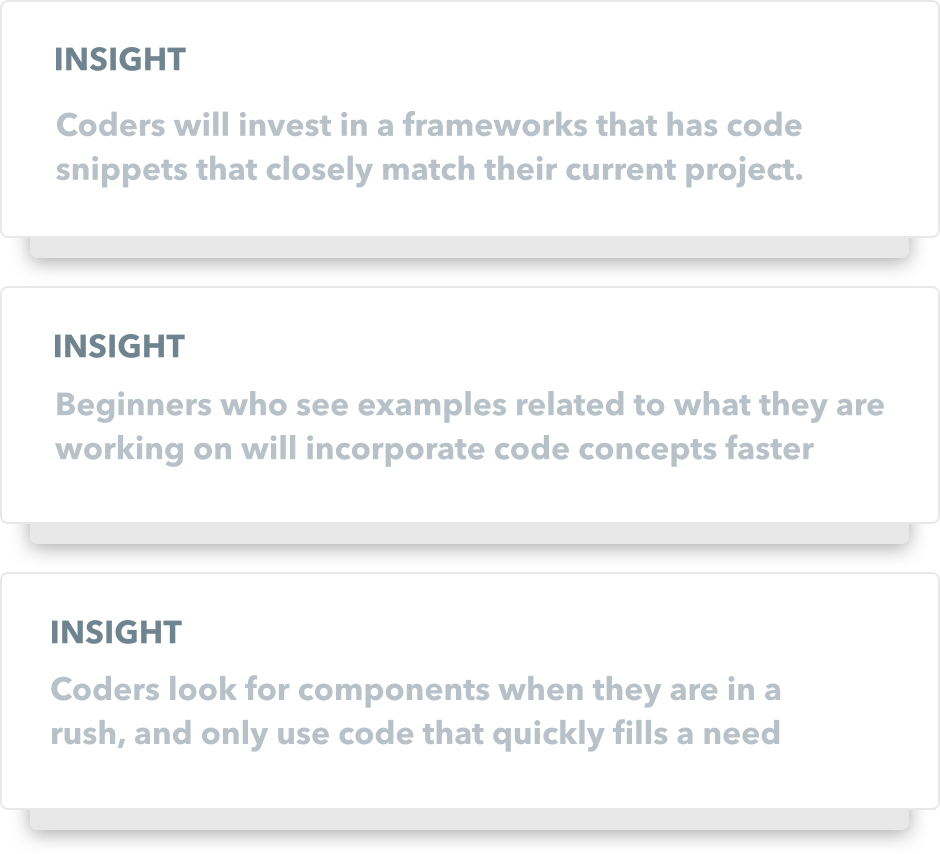 INSIGHT
Coders will invest in a frameworks that has code
snippets that closely match their current project.
INSIGHT
Beginners who see examples related to what they are
working on will incorporate code concepts faster
INSIGHT
Coders look for components when they are in a
rush, and only use code that quickly fills a need